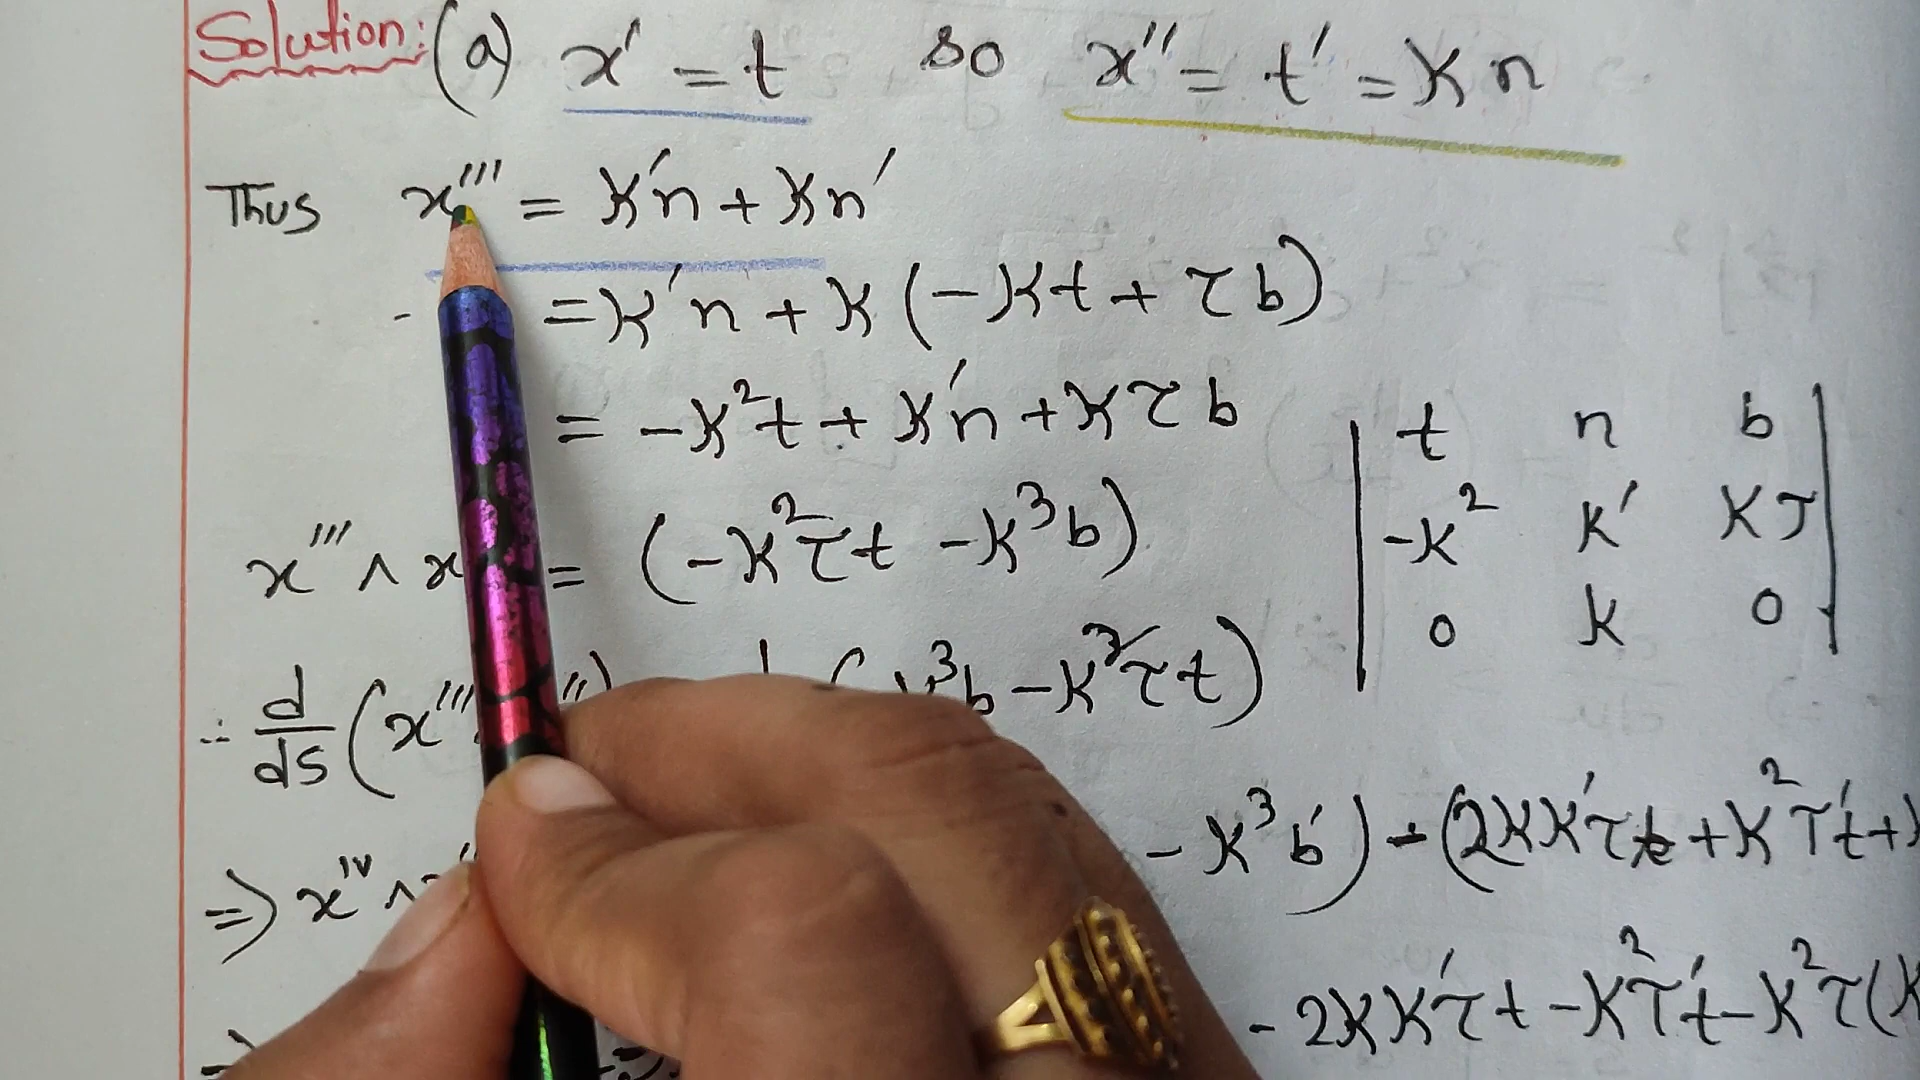 Solution: (a) x' = t so x'' = t' = κn
Thus x''' = κ'n + κn'
= κ'n + κ(-κt + τb)
= -κ²t + κ'n + κτb
x''' ∧ x = (-κ²τt - κ³b)
| t n b |
| -κ² κ' κτ |
| 0 κ 0 |
∴ d/ds (x''' '') κ³b - κ²τt)
- κ³b') - (2κκ'τt + κ²τ't +
⇒ x^iv ∧
- 2κκ'τt - κ²τ't - κ²τ(κ